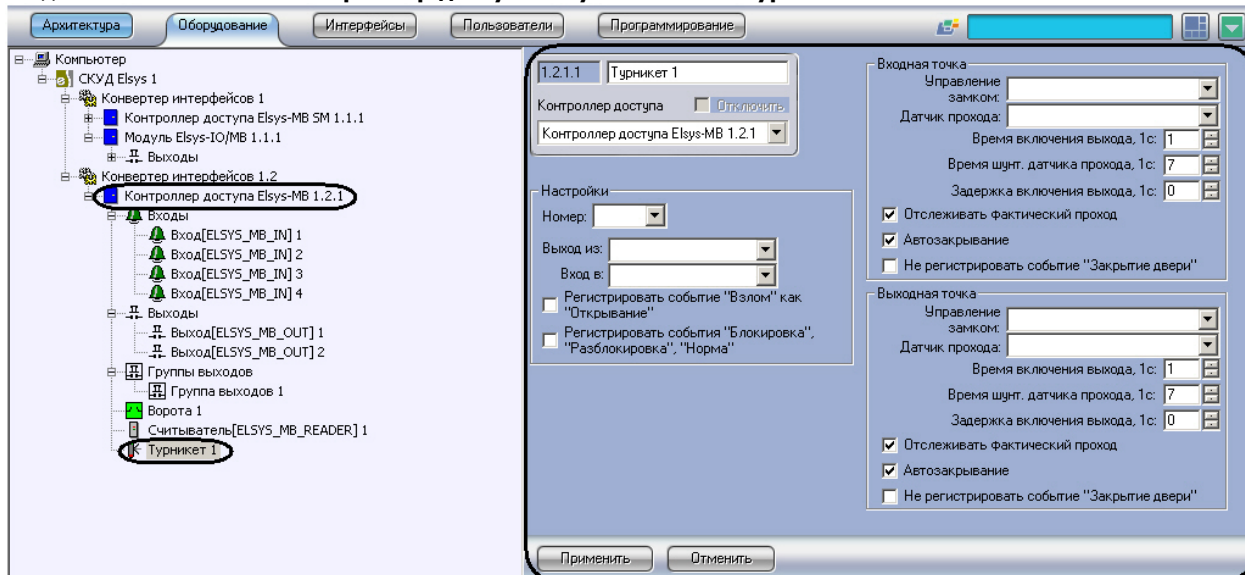 Архитектура Оборудование Интерфейсы Пользователи Программирование
Компьютер
СКУД Elsys 1
Конвертер интерфейсов 1
Контроллер доступа Elsys-MB SM 1.1.1
Модуль Elsys-IO/MB 1.1.1
Выходы
Конвертер интерфейсов 1.2
Контроллер доступа Elsys-MB 1.2.1
Входы
Вход[ELSYS_MB_IN] 1
Вход[ELSYS_MB_IN] 2
Вход[ELSYS_MB_IN] 3
Вход[ELSYS_MB_IN] 4
Выходы
Выход[ELSYS_MB_OUT] 1
Выход[ELSYS_MB_OUT] 2
Группы выходов
Группа выходов 1
Ворота 1
Считыватель[ELSYS_MB_READER] 1
Турникет 1
1.2.1.1 Турникет 1
Контроллер доступа Отключить
Контроллер доступа Elsys-MB 1.2.1
Настройки
Номер:
Выход из:
Вход в:
Регистрировать событие "Взлом" как
"Открывание"
Регистрировать события "Блокировка",
"Разблокировка", "Норма"
Входная точка
Управление
замком:
Датчик прохода:
Время включения выхода, 1с: 1
Время шунт. датчика прохода, 1с: 7
Задержка включения выхода, 1с: 0
Отслеживать фактический проход
Автозакрывание
Не регистрировать событие "Закрытие двери"
Выходная точка
Управление
замком:
Датчик прохода:
Время включения выхода, 1с: 1
Время шунт. датчика прохода, 1с: 7
Задержка включения выхода, 1с: 0
Отслеживать фактический проход
Автозакрывание
Не регистрировать событие "Закрытие двери"
Применить Отменить